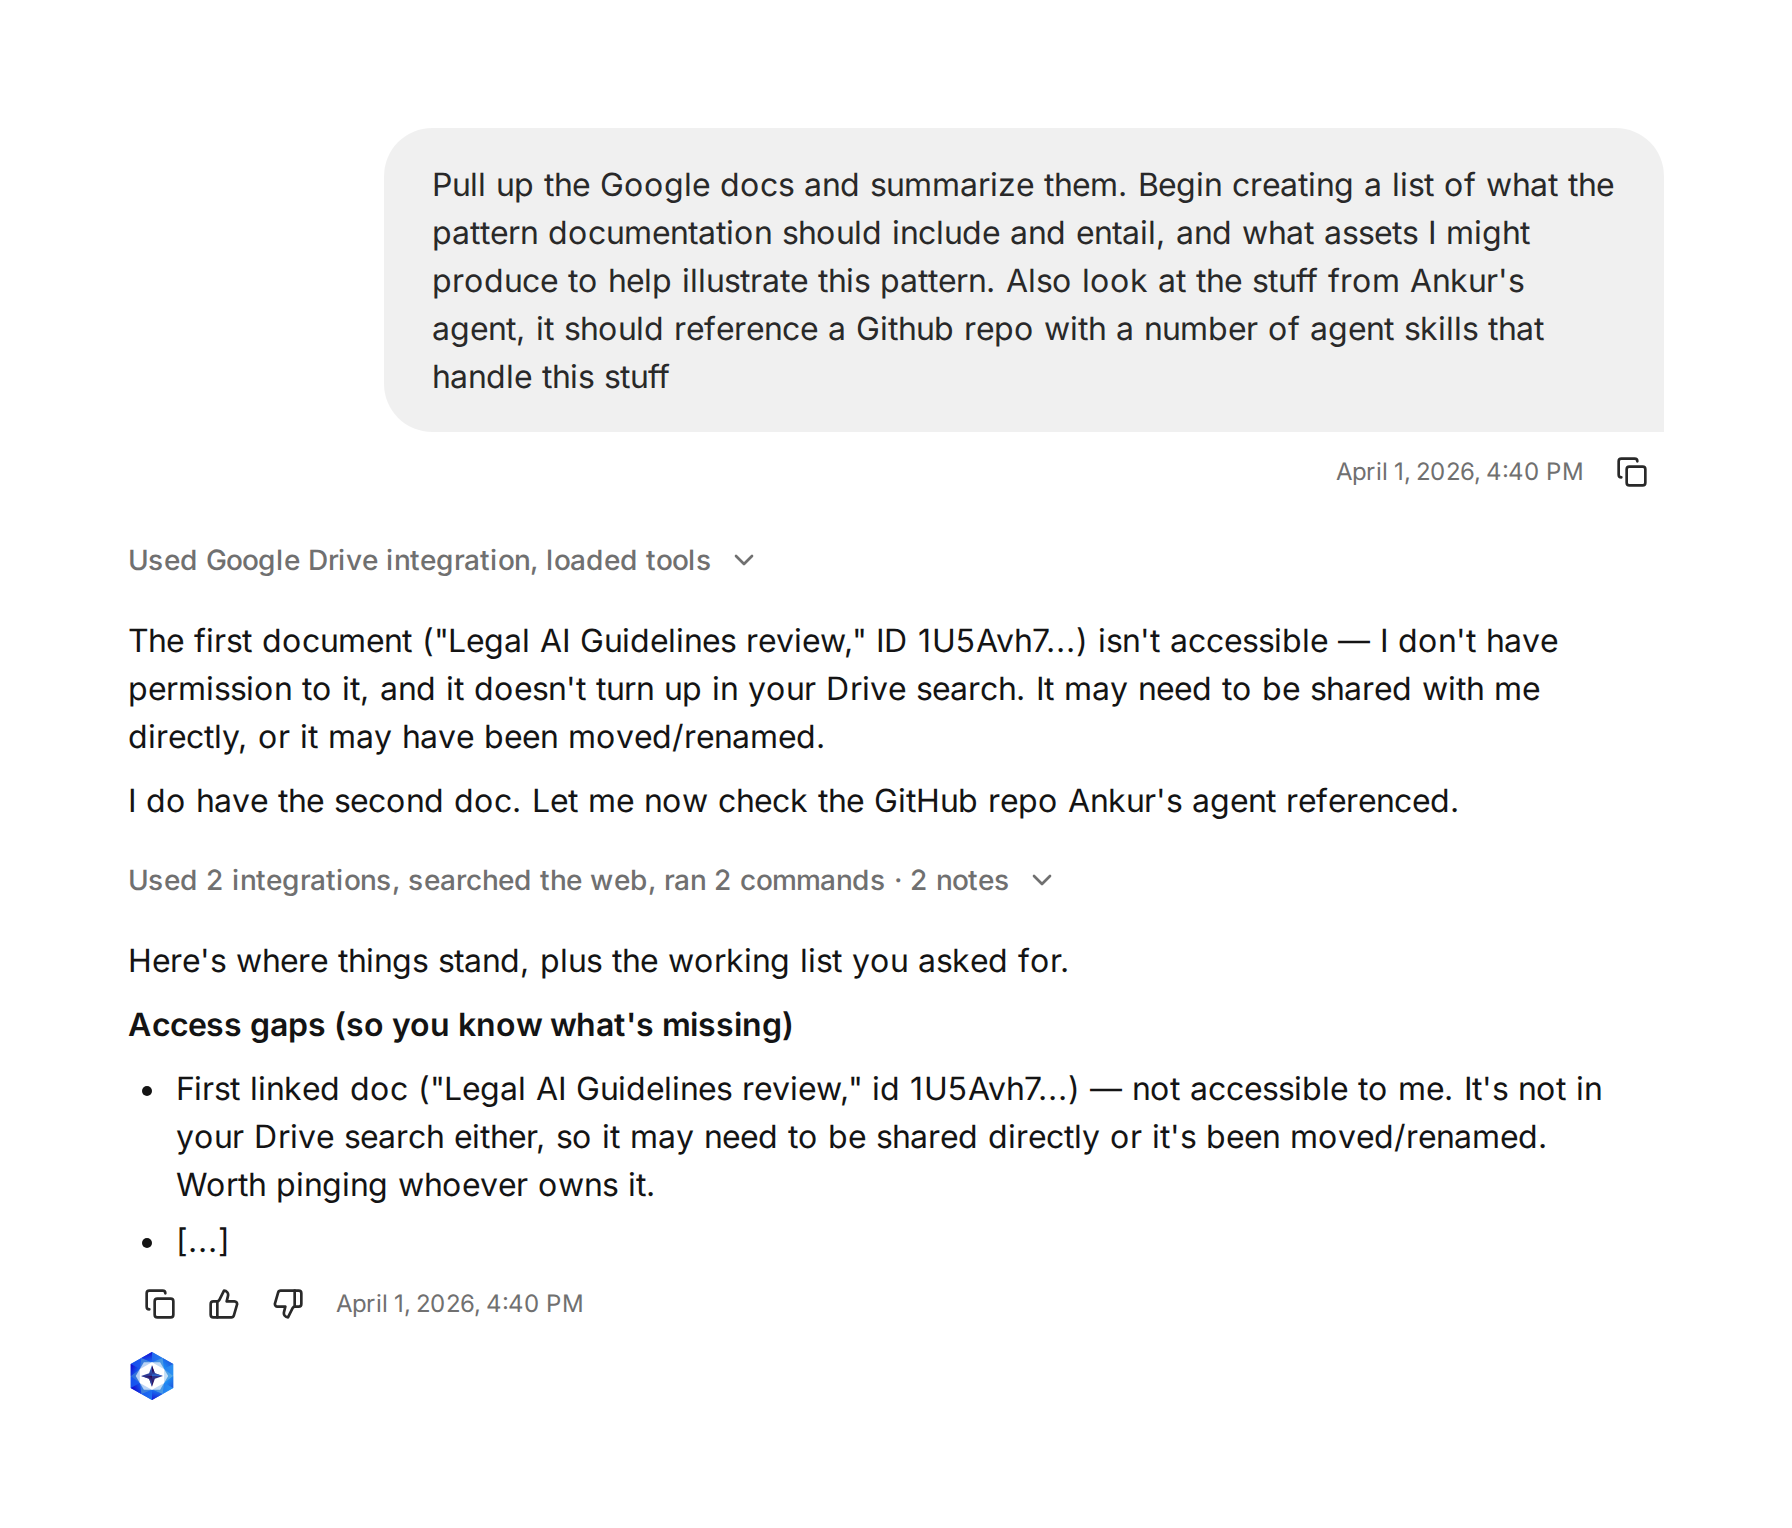 Pull up the Google docs and summarize them. Begin creating a list of what the
pattern documentation should include and entail, and what assets I might
produce to help illustrate this pattern. Also look at the stuff from Ankur's
agent, it should reference a Github repo with a number of agent skills that
handle this stuff
April 1, 2026, 4:40 PM
Used Google Drive integration, loaded tools
The first document ("Legal AI Guidelines review," ID 1U5Avh7...) isn't accessible — I don't have
permission to it, and it doesn't turn up in your Drive search. It may need to be shared with me
directly, or it may have been moved/renamed.
I do have the second doc. Let me now check the GitHub repo Ankur's agent referenced.
Used 2 integrations, searched the web, ran 2 commands · 2 notes
Here's where things stand, plus the working list you asked for.
Access gaps (so you know what's missing)
• First linked doc ("Legal AI Guidelines review," id 1U5Avh7...) — not accessible to me. It's not in
your Drive search either, so it may need to be shared directly or it's been moved/renamed.
Worth pinging whoever owns it.
• [...]
April 1, 2026, 4:40 PM